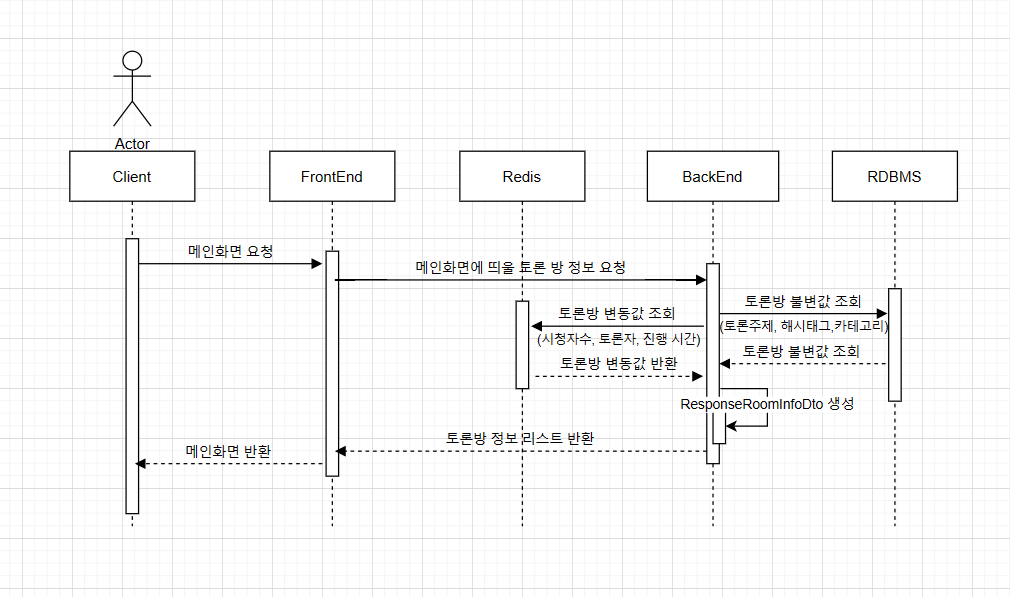 Actor
Client
FrontEnd
Redis
BackEnd
RDBMS
메인화면 요청
메인화면에 띄울 토론 방 정보 요청
토론방 불변값 조회
(토론주제, 해시태그,카테고리)
토론방 변동값 조회
(시청자수, 토론자, 진행 시간)
토론방 불변값 조회
토론방 변동값 반환
ResponseRoomInfoDto 생성
토론방 정보 리스트 반환
메인화면 반환